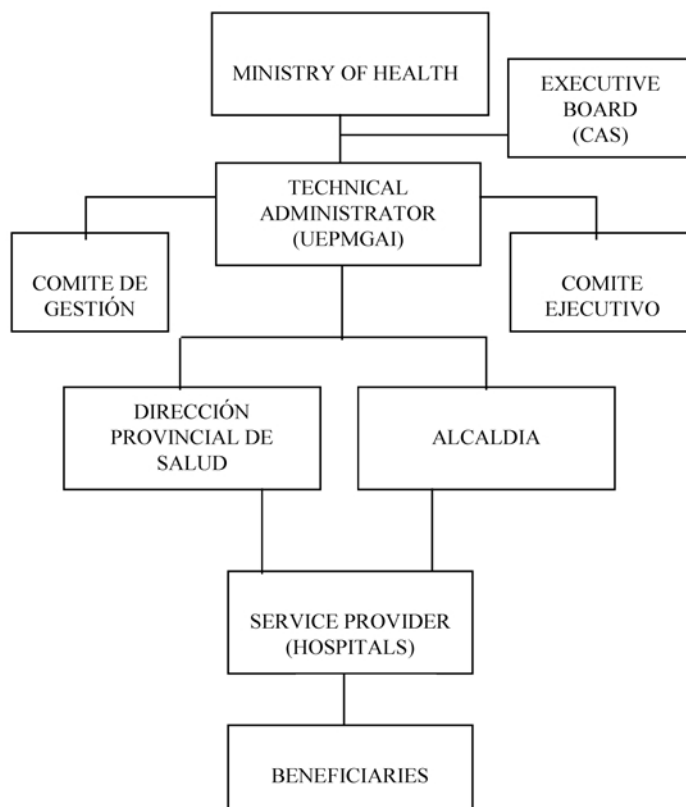 MINISTRY OF HEALTH
EXECUTIVE
BOARD
(CAS)
TECHNICAL
ADMINISTRATOR
(UEPMGAI)
COMITE DE
GESTIÓN
COMITE
EJECUTIVO
DIRECCIÓN
PROVINCIAL DE
SALUD
ALCALDIA
SERVICE PROVIDER
(HOSPITALS)
BENEFICIARIES